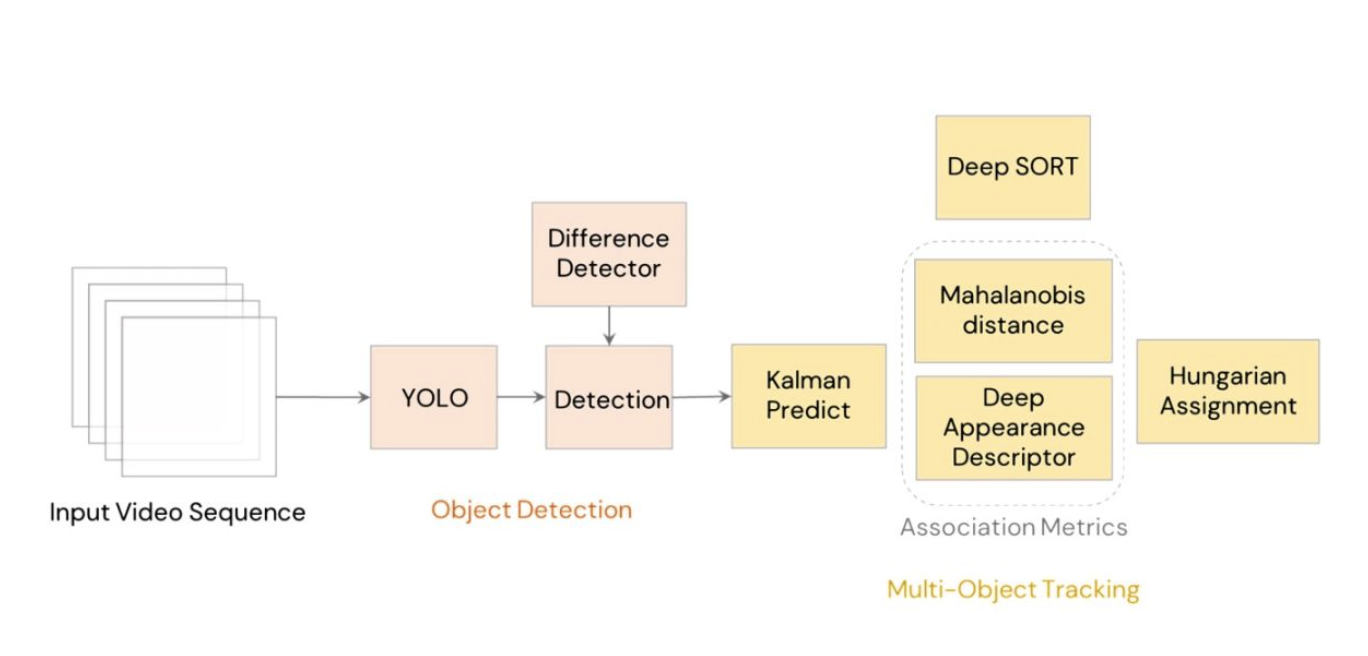 Deep SORT
Difference
Detector
Mahalanobis
distance
YOLO
Detection
Kalman
Predict
Deep
Appearance
Descriptor
Hungarian
Assignment
Input Video Sequence
Object Detection
Association Metrics
Multi-Object Tracking